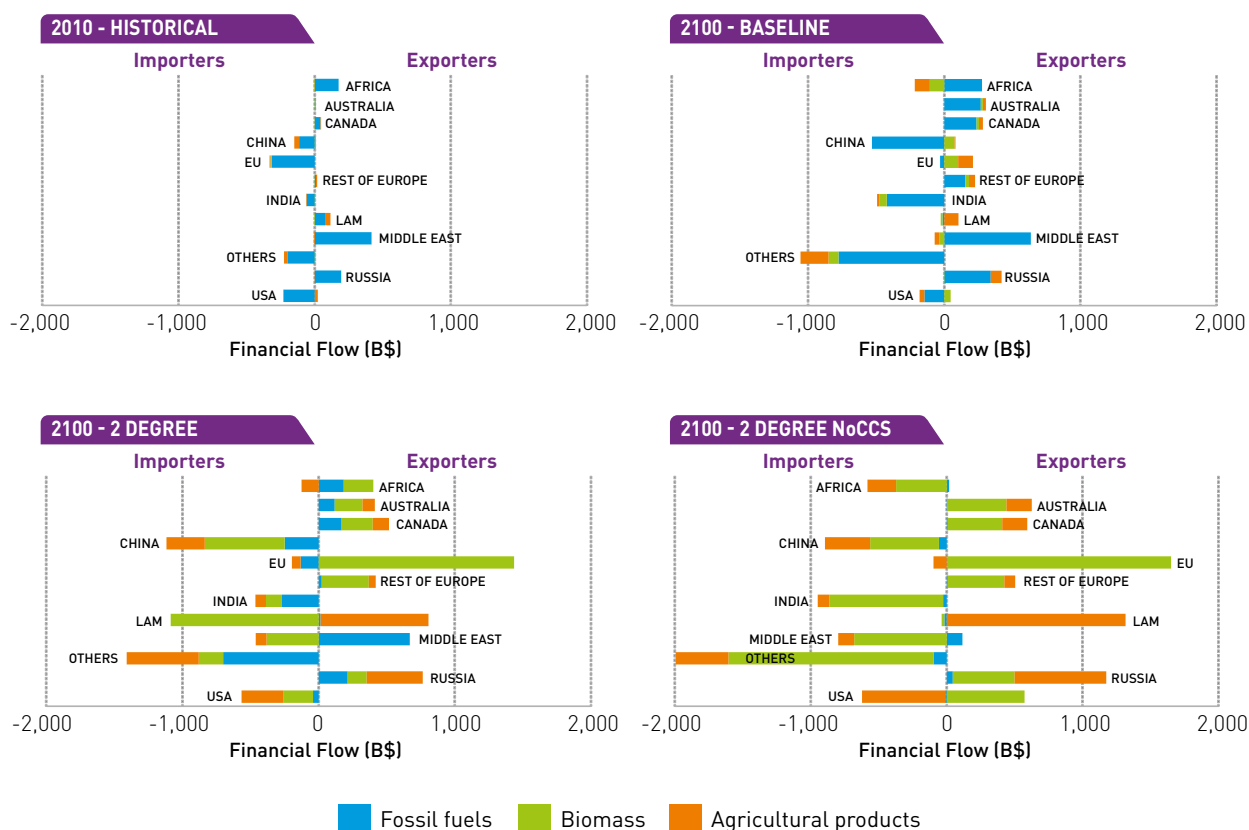 2010 - HISTORICAL
Importers
Exporters
AFRICA
AUSTRALIA
CANADA
CHINA
EU
REST OF EUROPE
INDIA
LAM
MIDDLE EAST
OTHERS
RUSSIA
USA
-2,000 -1,000 0 1,000 2,000
Financial Flow (B$)
2100 - BASELINE
Importers
Exporters
AFRICA
AUSTRALIA
CANADA
CHINA
EU
REST OF EUROPE
INDIA
LAM
MIDDLE EAST
OTHERS
RUSSIA
USA
-2,000 -1,000 0 1,000 2,000
Financial Flow (B$)
2100 - 2 DEGREE
Importers
Exporters
AFRICA
AUSTRALIA
CANADA
CHINA
EU
REST OF EUROPE
INDIA
LAM
MIDDLE EAST
OTHERS
RUSSIA
USA
-2,000 -1,000 0 1,000 2,000
Financial Flow (B$)
2100 - 2 DEGREE NoCCS
Importers
Exporters
AFRICA
AUSTRALIA
CANADA
CHINA
EU
REST OF EUROPE
INDIA
LAM
MIDDLE EAST
OTHERS
RUSSIA
USA
-2,000 -1,000 0 1,000 2,000
Financial Flow (B$)
Fossil fuels Biomass Agricultural products